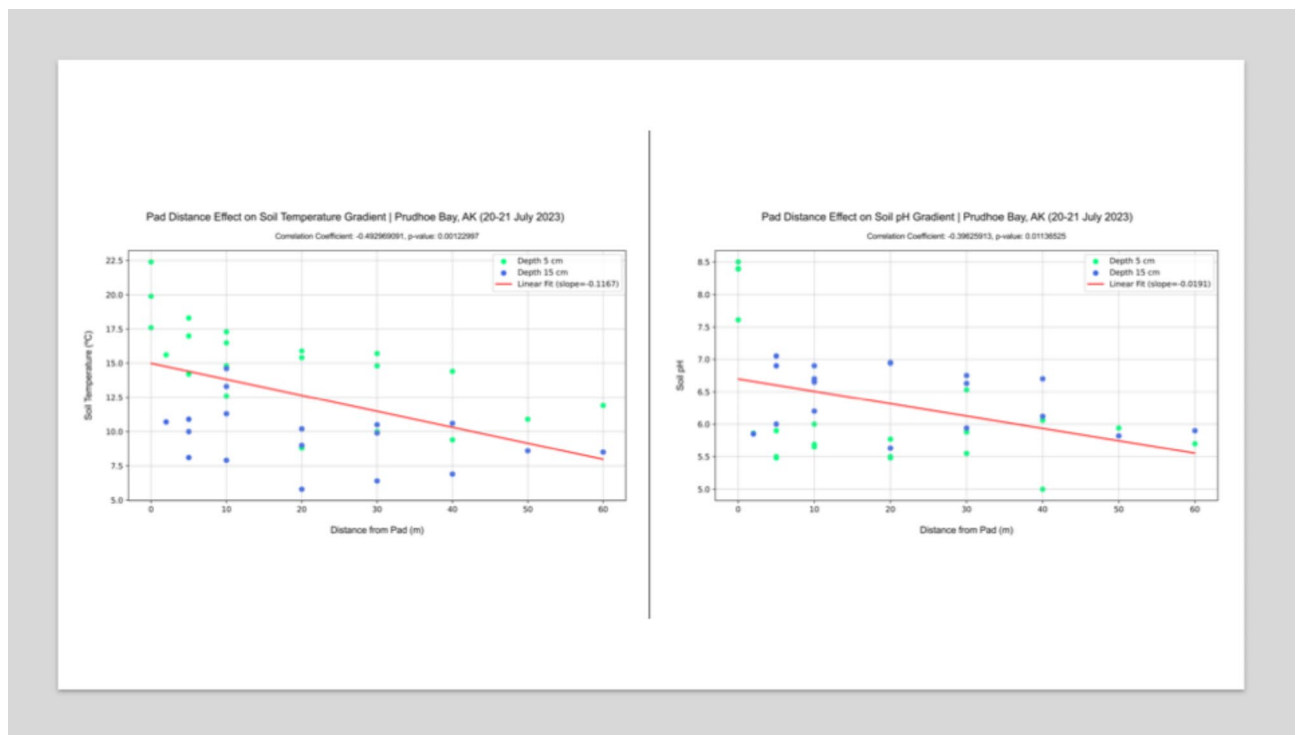 Pad Distance Effect on Soil Temperature Gradient | Prudhoe Bay, AK (20-21 July 2023)
Correlation Coefficient: -0.492969091, p-value: 0.00122997
Depth 5 cm
Depth 15 cm
Linear Fit (slope=-0.1167)
22.5
20.0
17.5
15.0
12.5
10.0
7.5
5.0
Soil Temperature (°C)
0 10 20 30 40 50 60
Distance from Pad (m)
Pad Distance Effect on Soil pH Gradient | Prudhoe Bay, AK (20-21 July 2023)
Correlation Coefficient: -0.39625913, p-value: 0.01136525
Depth 5 cm
Depth 15 cm
Linear Fit (slope=-0.0191)
8.5
8.0
7.5
7.0
6.5
6.0
5.5
5.0
Soil pH
0 10 20 30 40 50 60
Distance from Pad (m)